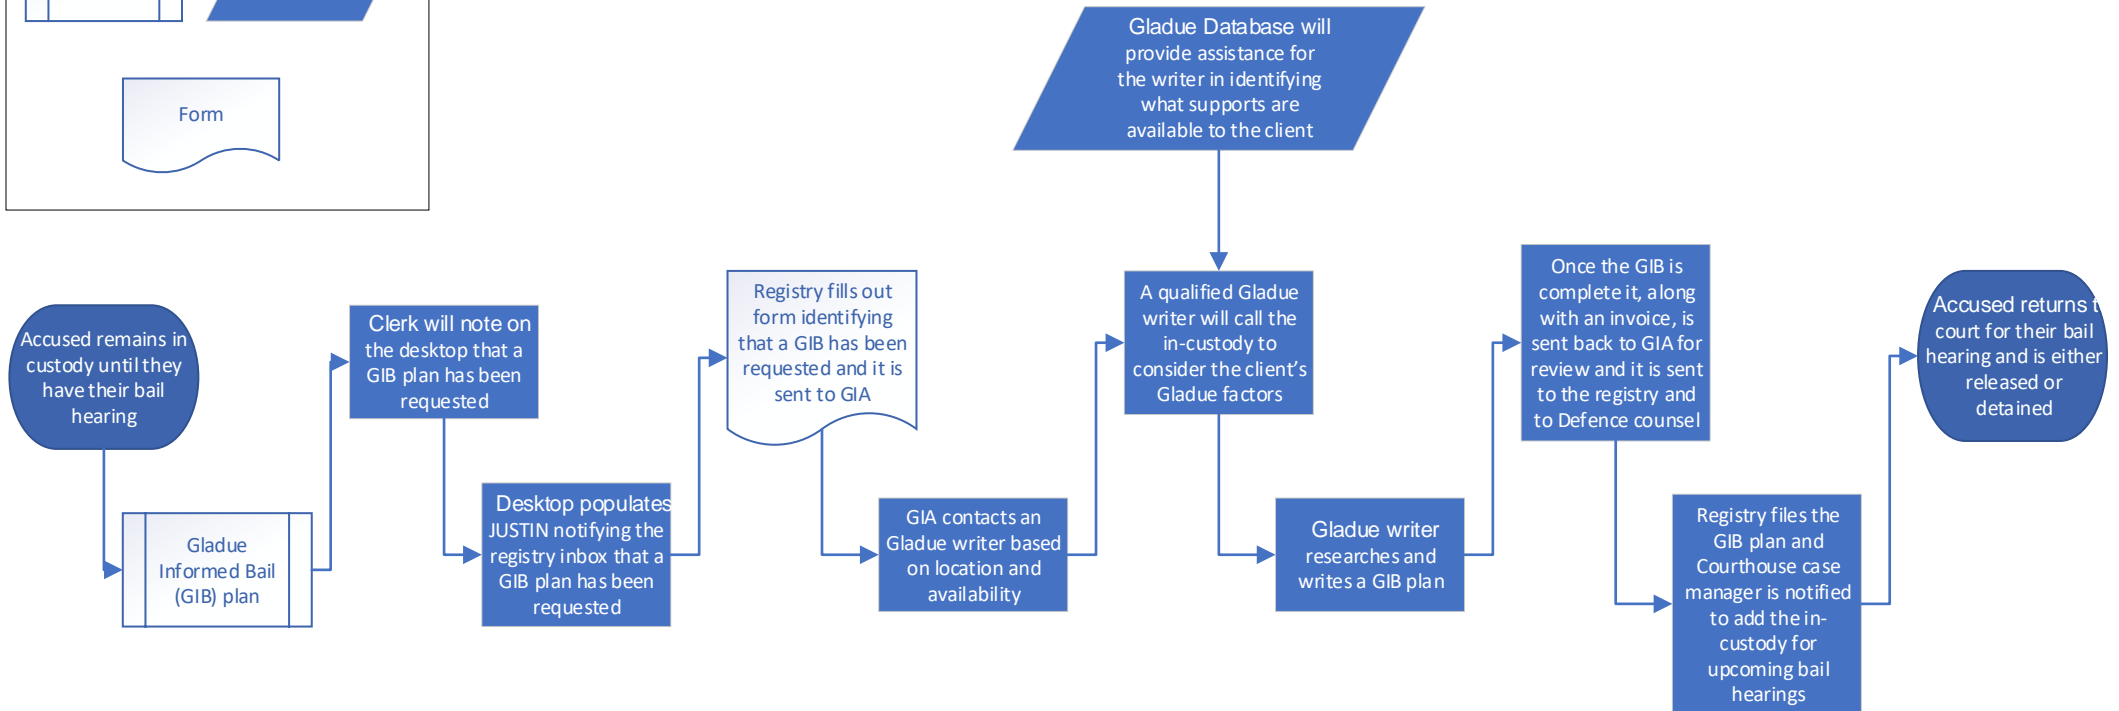 Form
Gladue Database will
provide assistance for
the writer in identifying
what supports are
available to the client
Accused remains in
custody until they
have their bail
hearing
Gladue
Informed Bail
(GIB) plan
Clerk will note on
the desktop that a
GIB plan has been
requested
Desktop populates
JUSTIN notifying the
registry inbox that a
GIB plan has been
requested
Registry fills out
form identifying
that a GIB has been
requested and it is
sent to GIA
GIA contacts an
Gladue writer based
on location and
availability
A qualified Gladue
writer will call the
in-custody to
consider the client's
Gladue factors
Gladue writer
researches and
writes a GIB plan
Once the GIB is
complete it, along
with an invoice, is
sent back to GIA for
review and it is sent
to the registry and
to Defence counsel
Registry files the
GIB plan and
Courthouse case
manager is notified
to add the in-
custody for
upcoming bail
hearings
Accused returns
court for their bail
hearing and is either
released or
detained